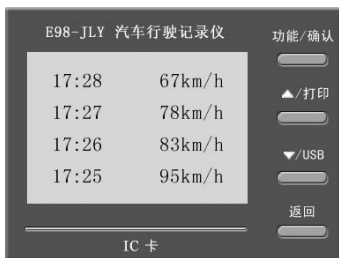 E98-JLY 汽车行驶记录仪
功能/确认
17:28 67km/h
▲/打印
17:27 78km/h
17:26 83km/h
▼/USB
17:25 95km/h
返回
IC 卡